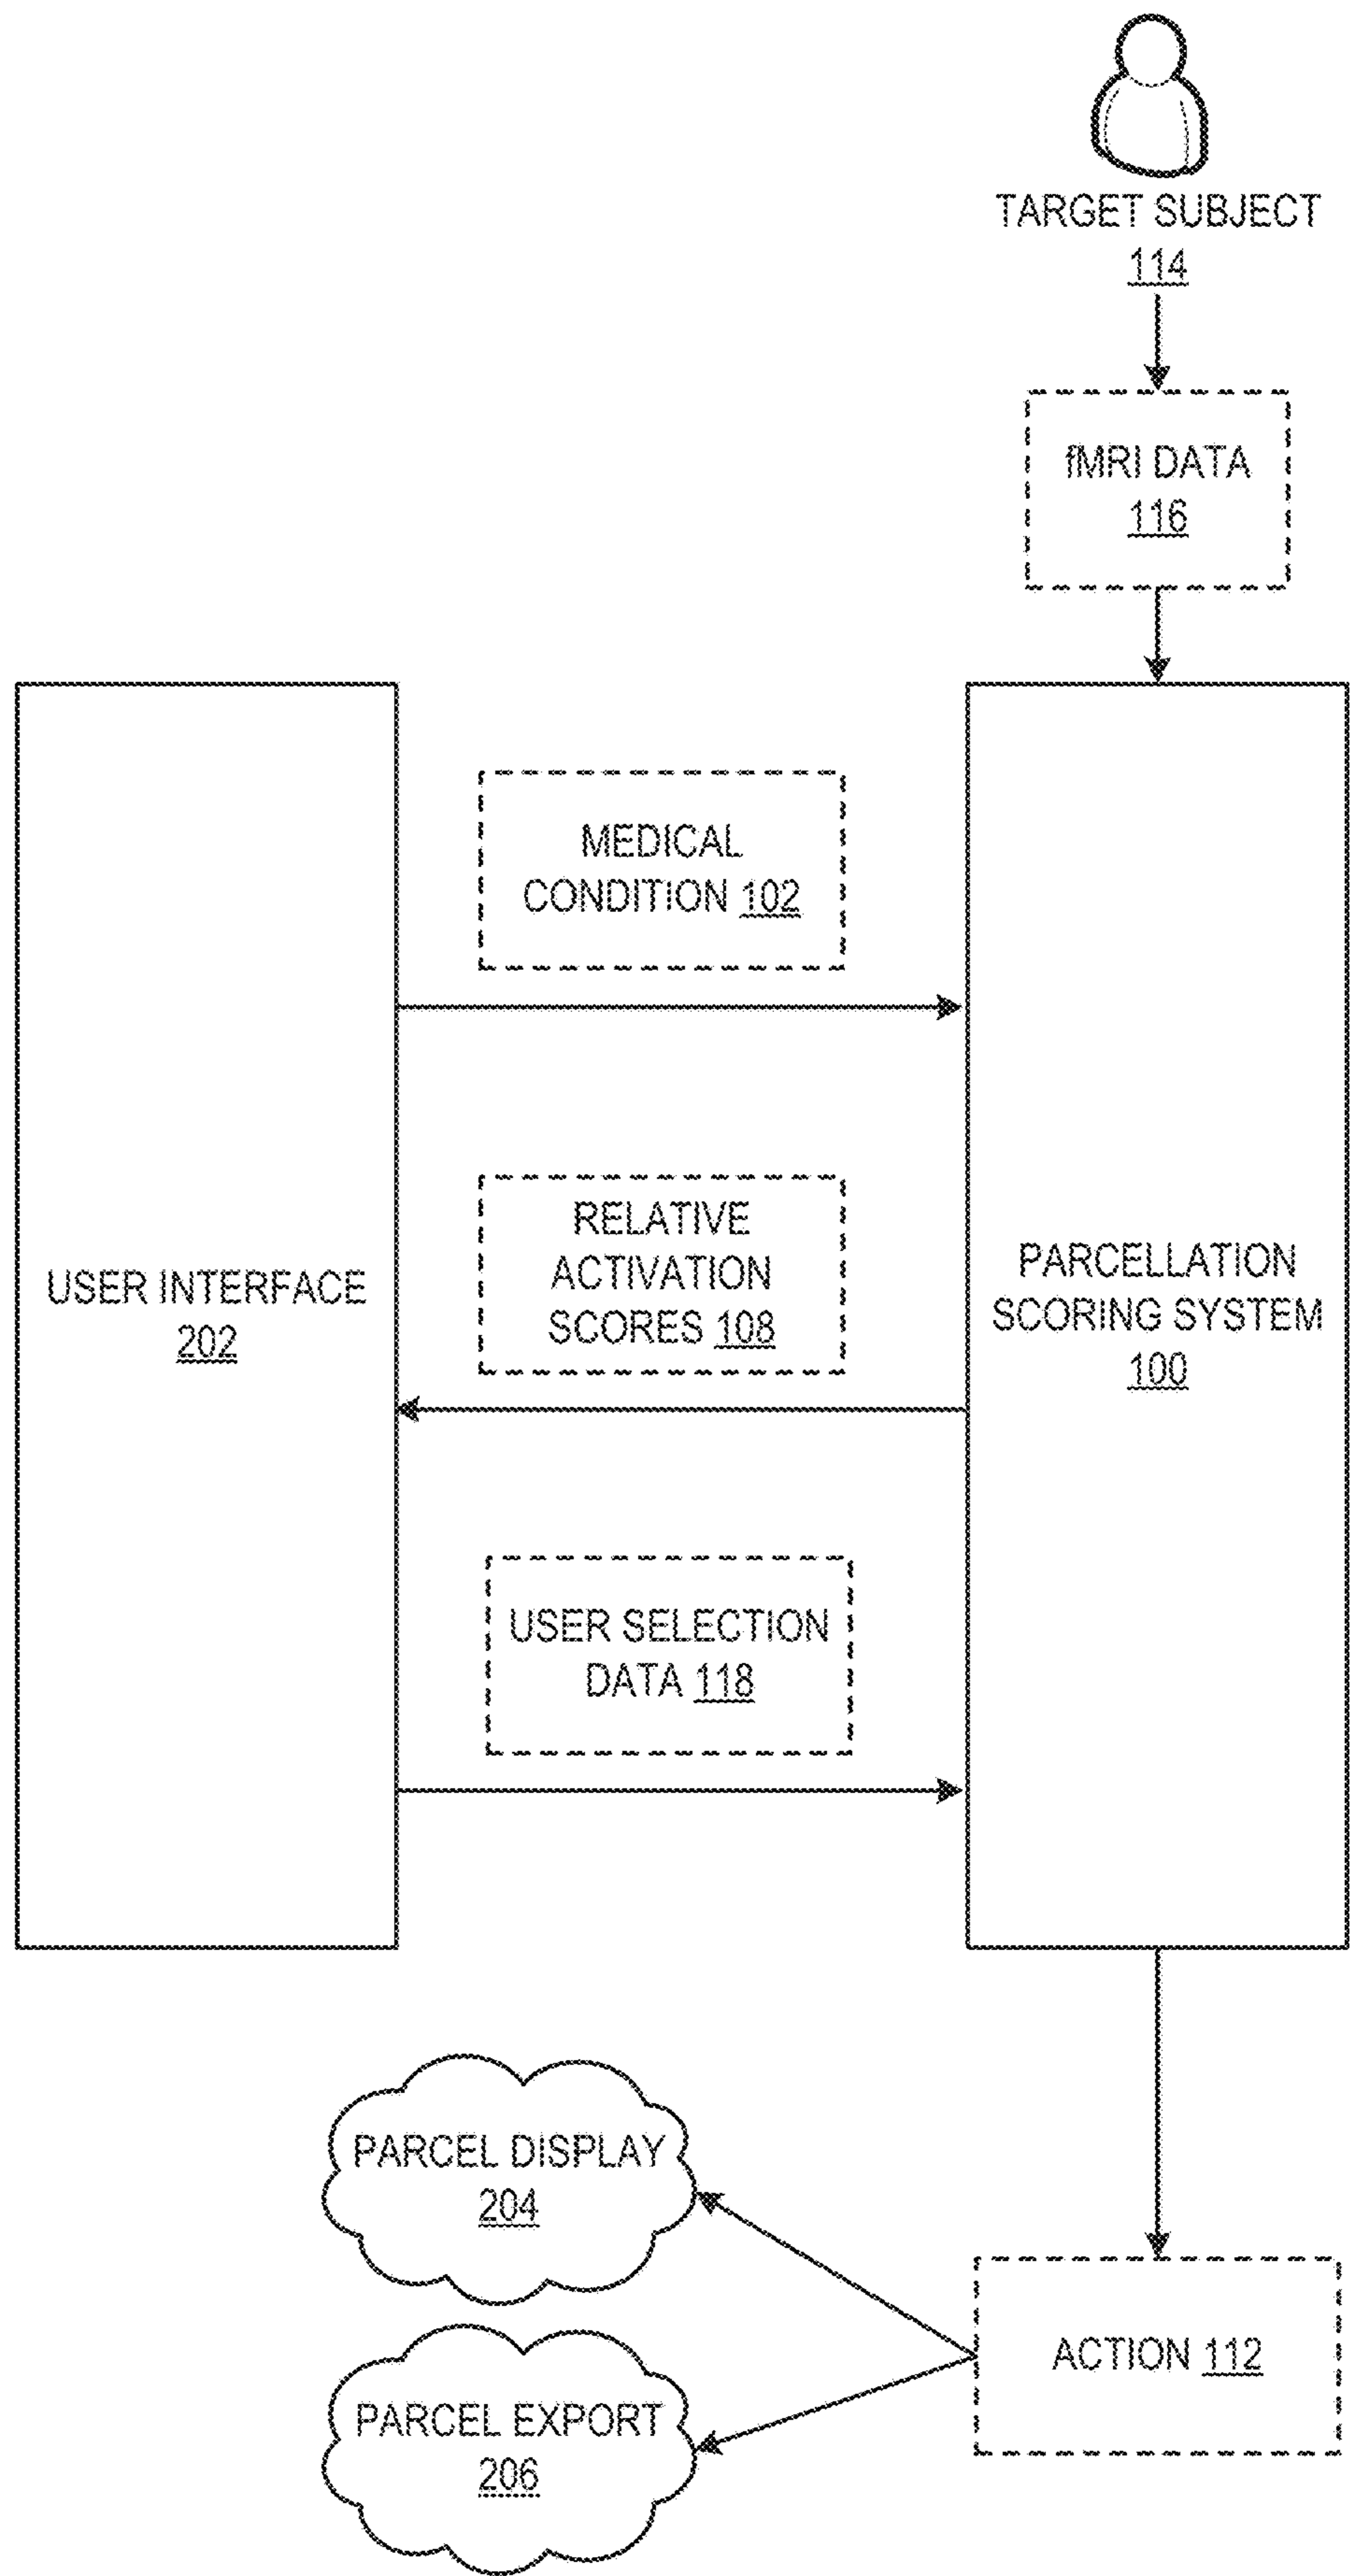 TARGET SUBJECT
114
fMRI DATA
116
MEDICAL
CONDITION 102
RELATIVE
ACTIVATION
SCORES 108
USER INTERFACE
202
PARCELLATION
SCORING SYSTEM
100
USER SELECTION
DATA 118
PARCEL DISPLAY
204
ACTION 112
PARCEL EXPORT
206